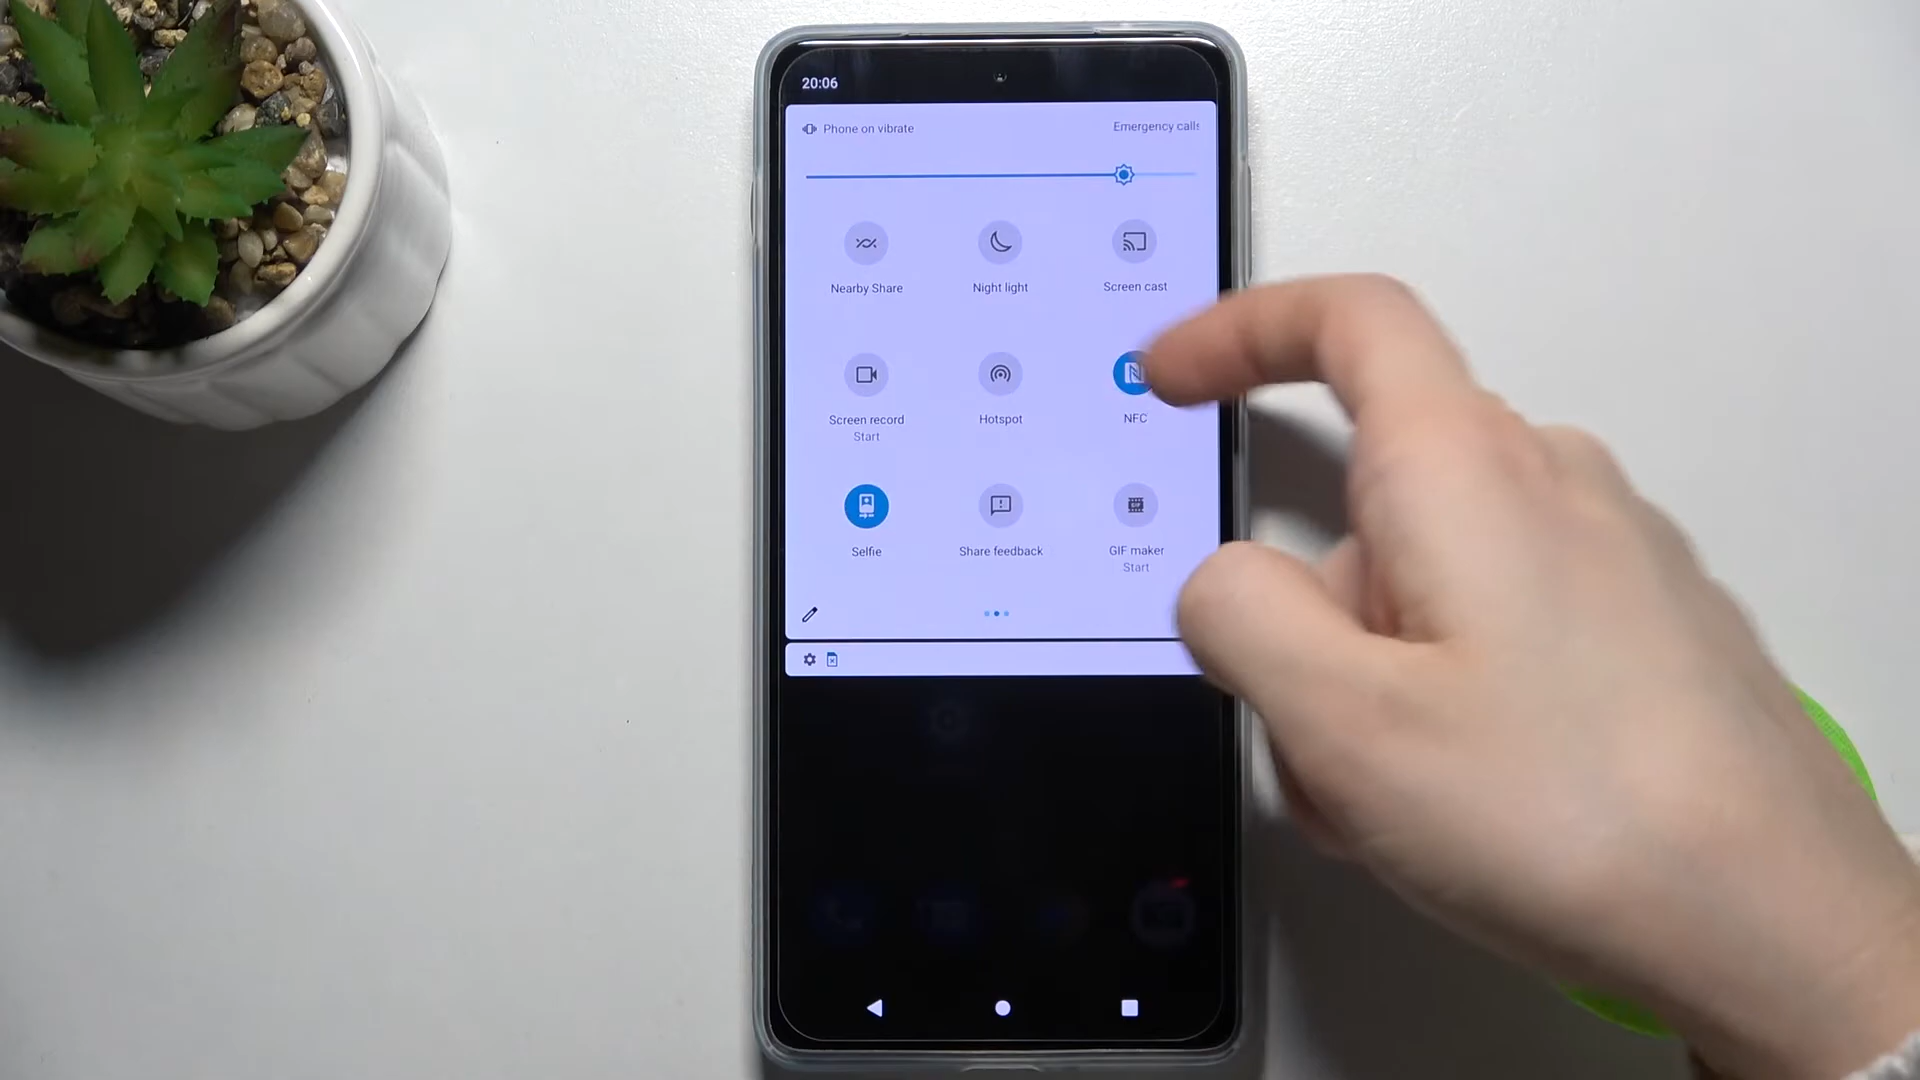 20:06
Phone on vibrate
Emergency calls
Nearby Share
Night light
Screen cast
Screen record
Start
Hotspot
NFC
Selfie
Share feedback
GIF maker
Start